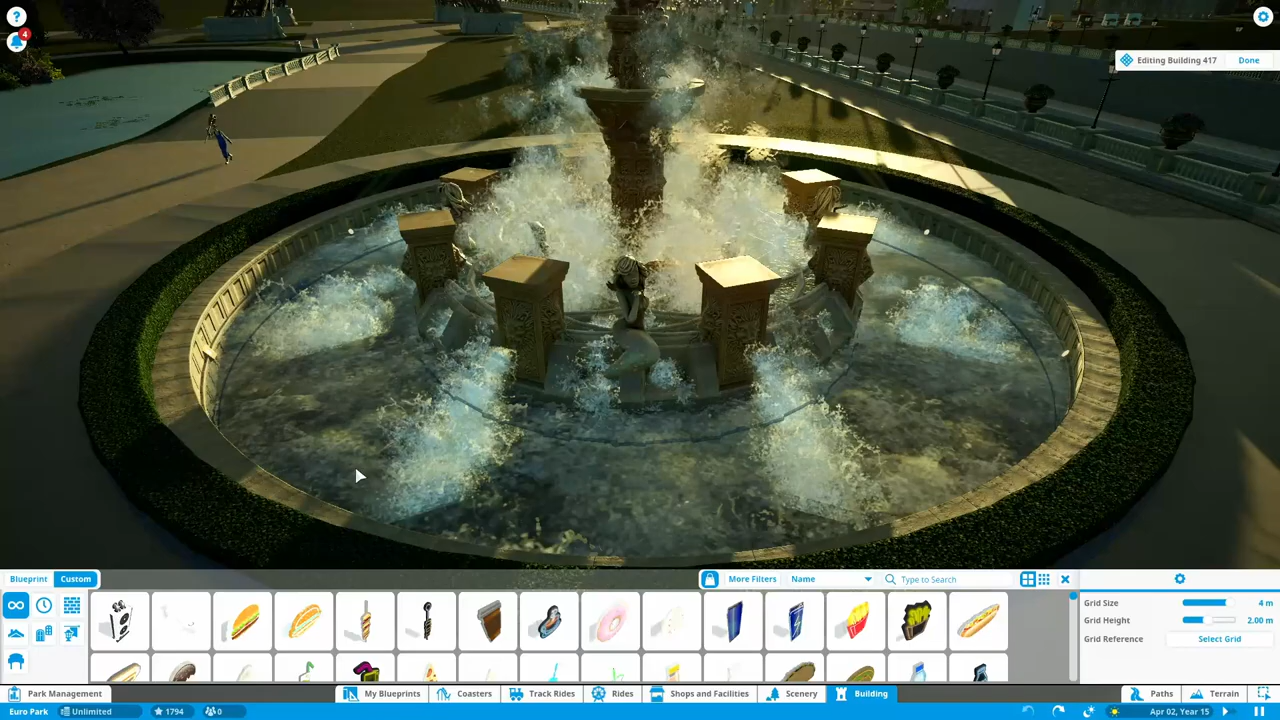 ?
4
Editing Building 417 Done
Blueprint Custom More Filters Name Type to Search
Grid Size 4 m
Grid Height 2.00 m
Grid Reference Select Grid
Park Management My Blueprints Coasters Track Rides Rides Shops and Facilities Scenery Building Paths Terrain
Euro Park Unlimited 1794 0 Apr 02, Year 15